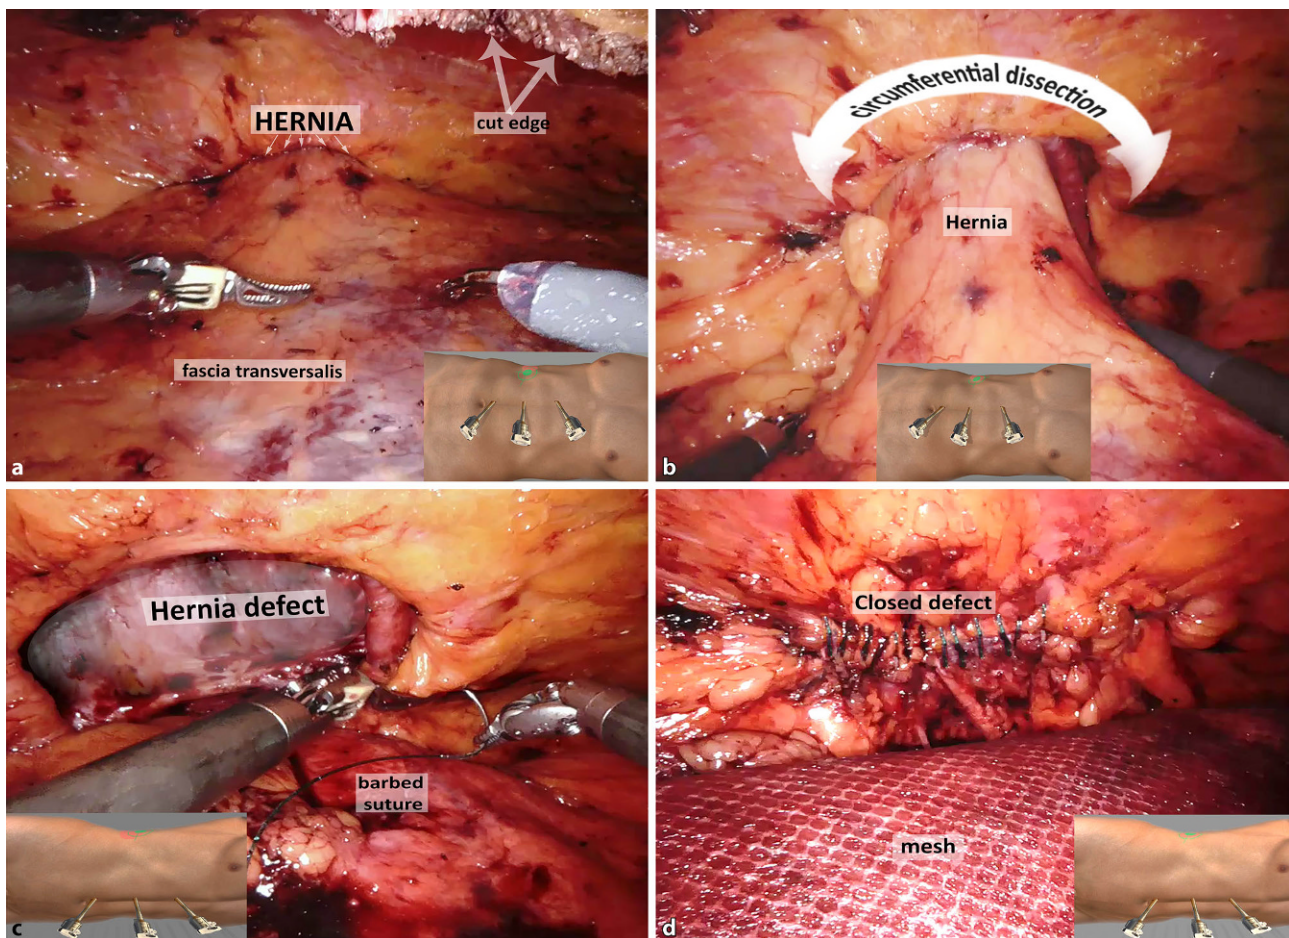 HERNIA
cut edge
fascia transversalis
a
circumferential dissection
Hernia
b
Hernia defect
barbed
suture
c
Closed defect
mesh
d